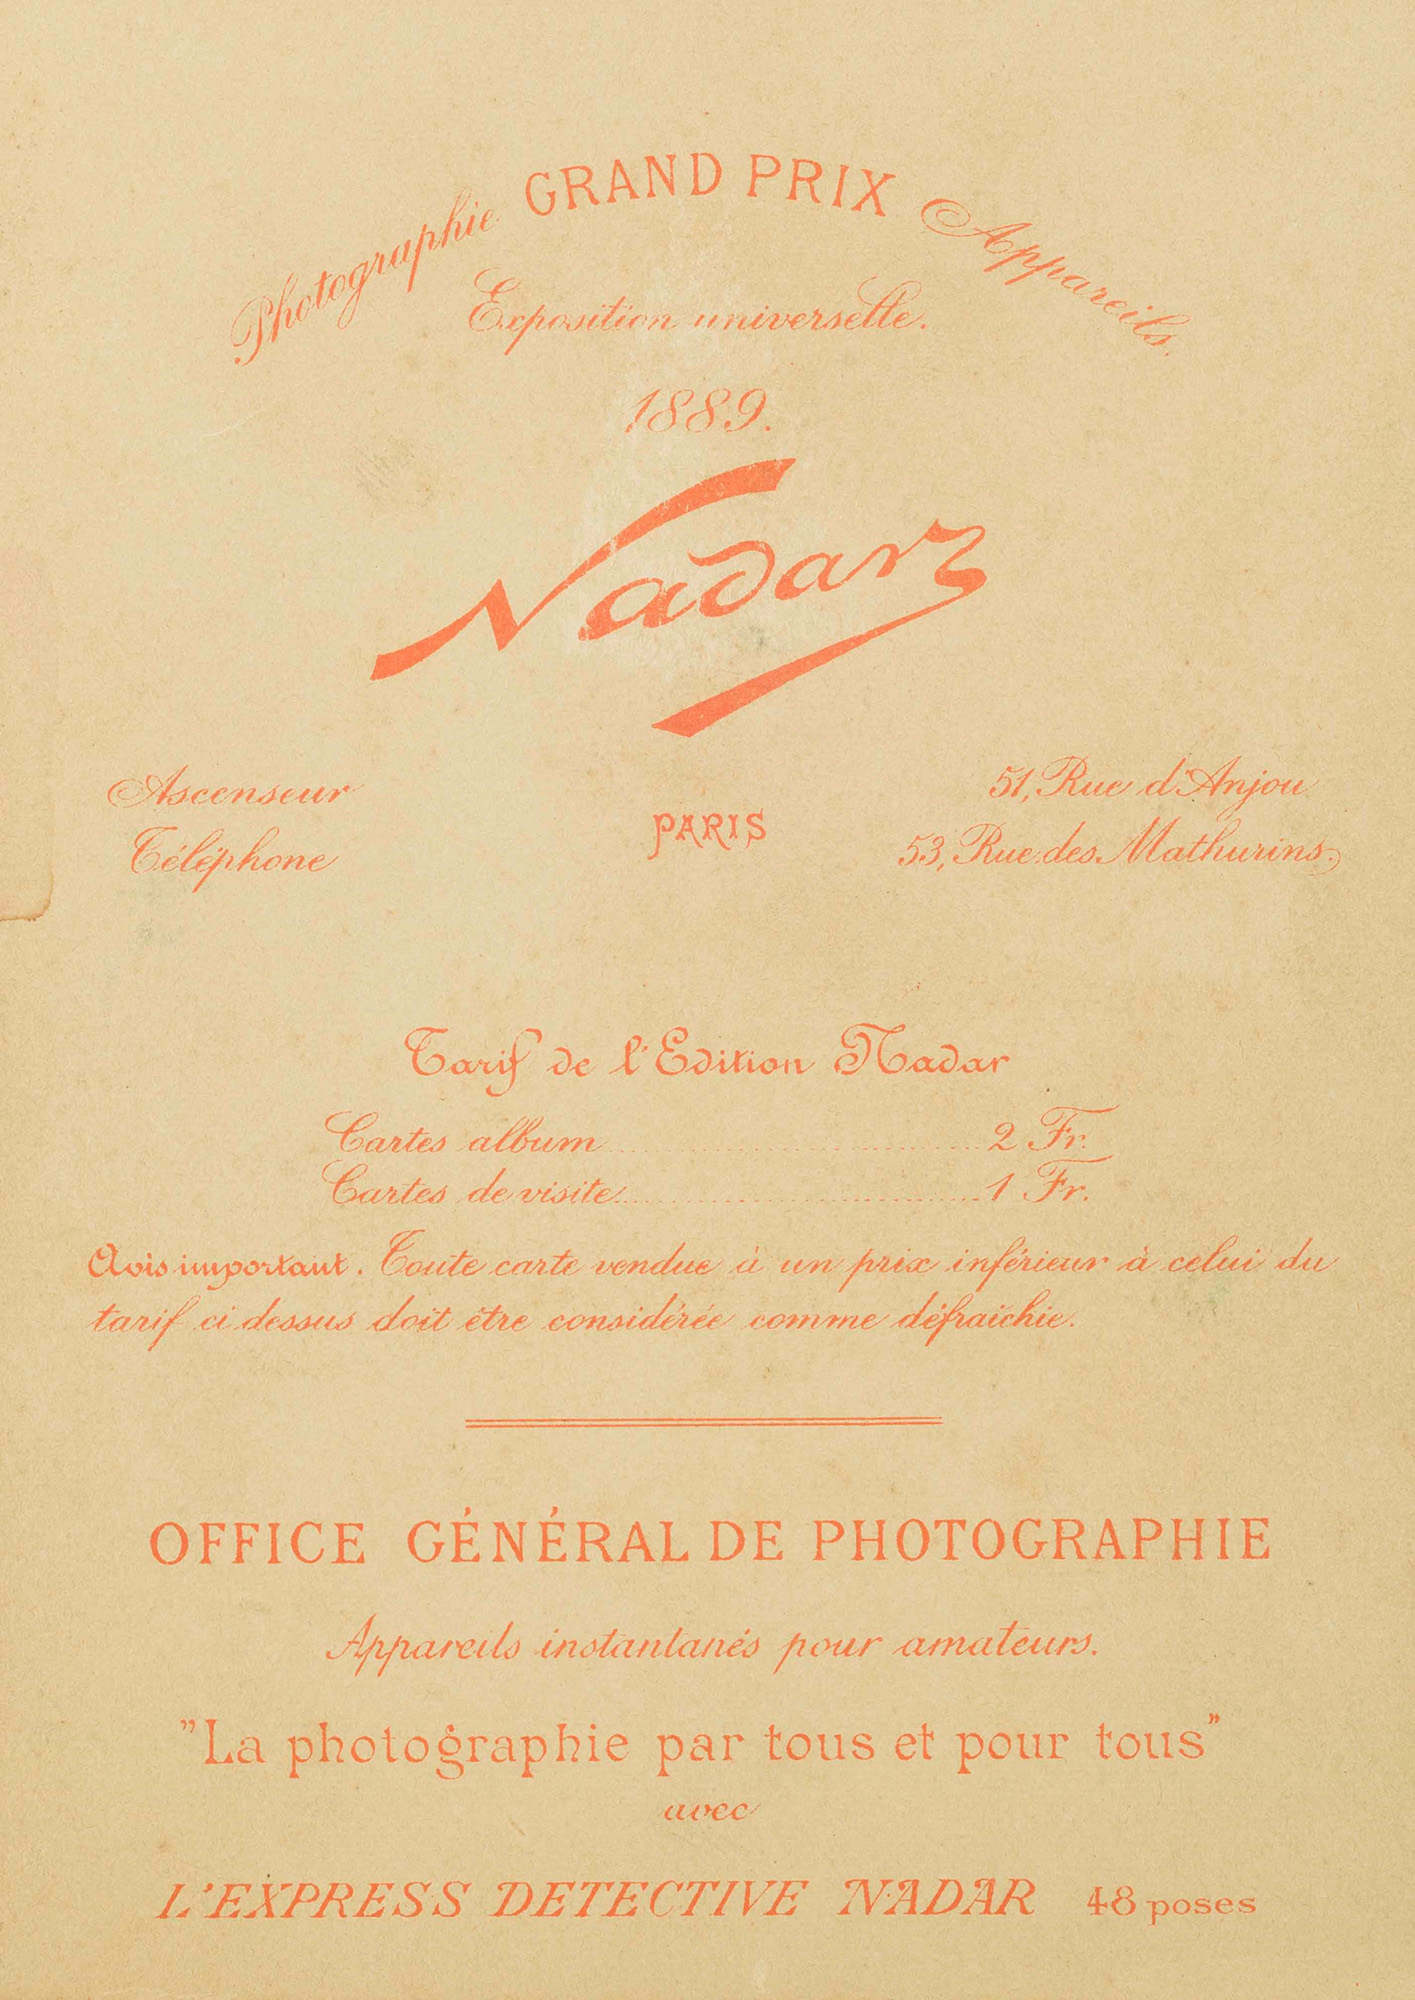 Photographie GRAND PRIX Appareils.
Exposition universelle.
1889.
Nadar
Ascenseur
Téléphone
PARIS
51, Rue d'Anjou
53, Rue des Mathurins.
Tarif de l'Edition Nadar
Cartes album 2 Fr.
Cartes de visite 1 Fr.
Avis important. Toute carte vendue à un prix inférieur à celui du
tarif ci dessus doit être considérée comme défraichie.
OFFICE GÉNÉRAL DE PHOTOGRAPHIE
Appareils instantanés pour amateurs.
"La photographie par tous et pour tous"
avec
L'EXPRESS DETECTIVE NADAR 48 poses